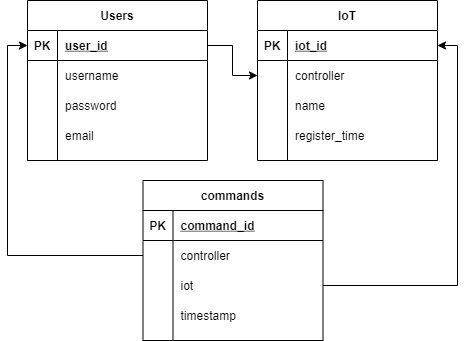 Users
PK user_id
username
password
email
IoT
PK iot_id
controller
name
register_time
commands
PK command_id
controller
iot
timestamp